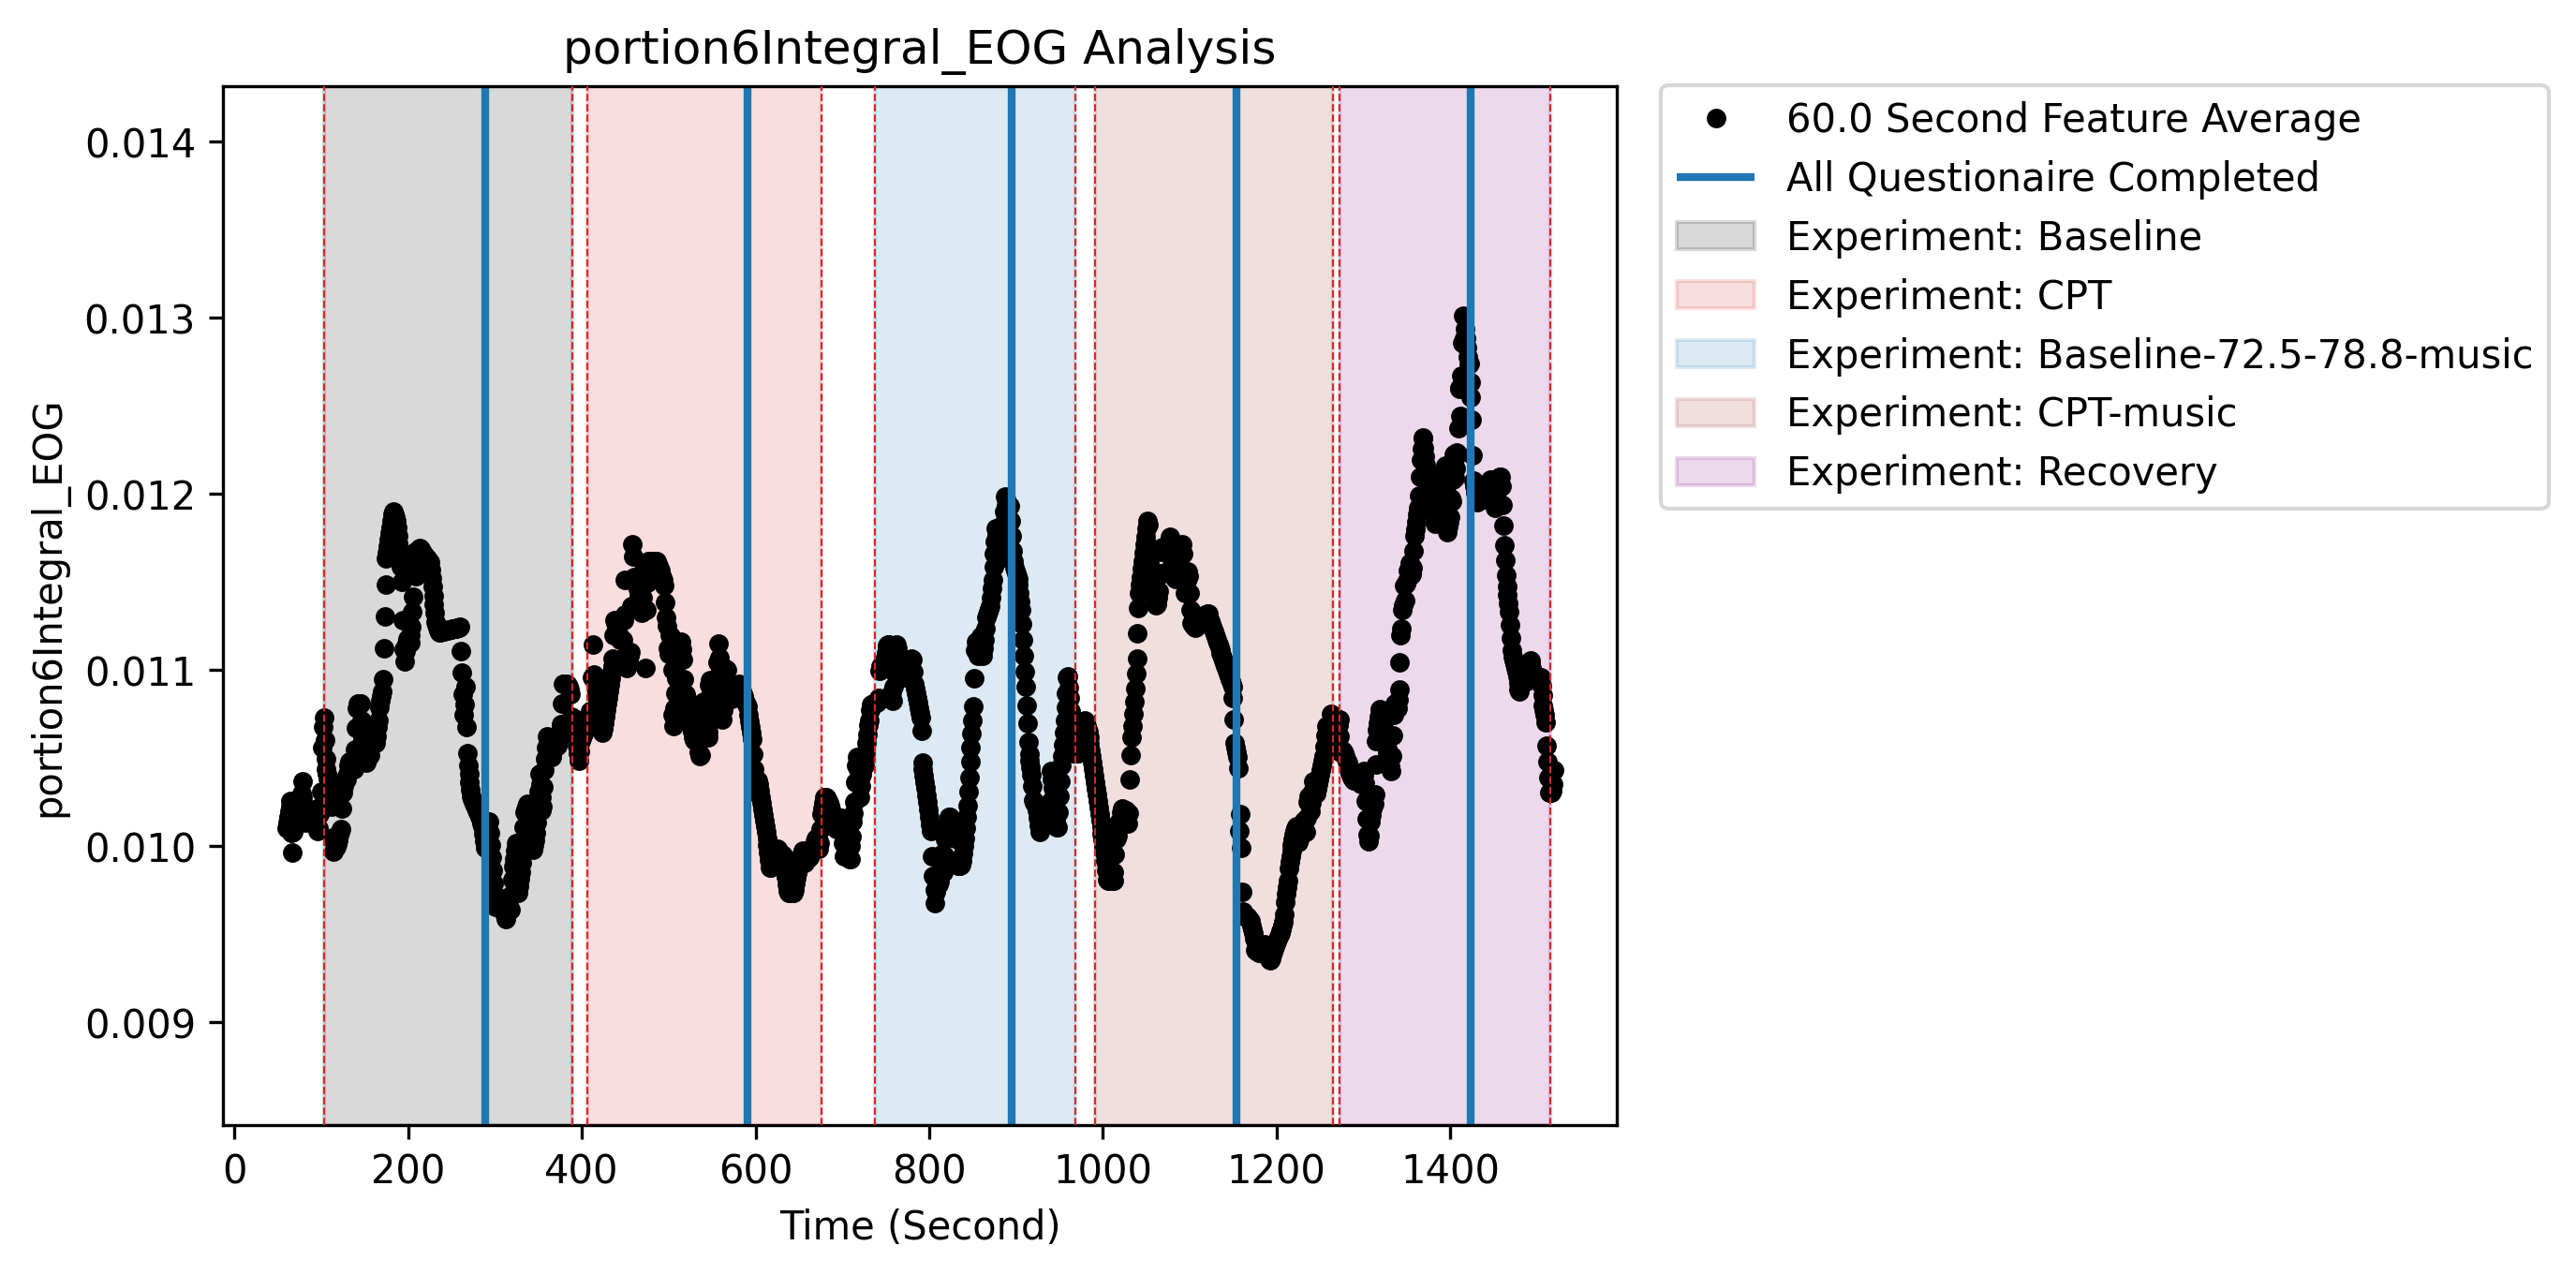 portion6Integral_EOG Analysis
0.014
0.013
0.012
0.011
0.010
0.009
portion6Integral_EOG
0 200 400 600 800 1000 1200 1400
Time (Second)
60.0 Second Feature Average
All Questionaire Completed
Experiment: Baseline
Experiment: CPT
Experiment: Baseline-72.5-78.8-music
Experiment: CPT-music
Experiment: Recovery